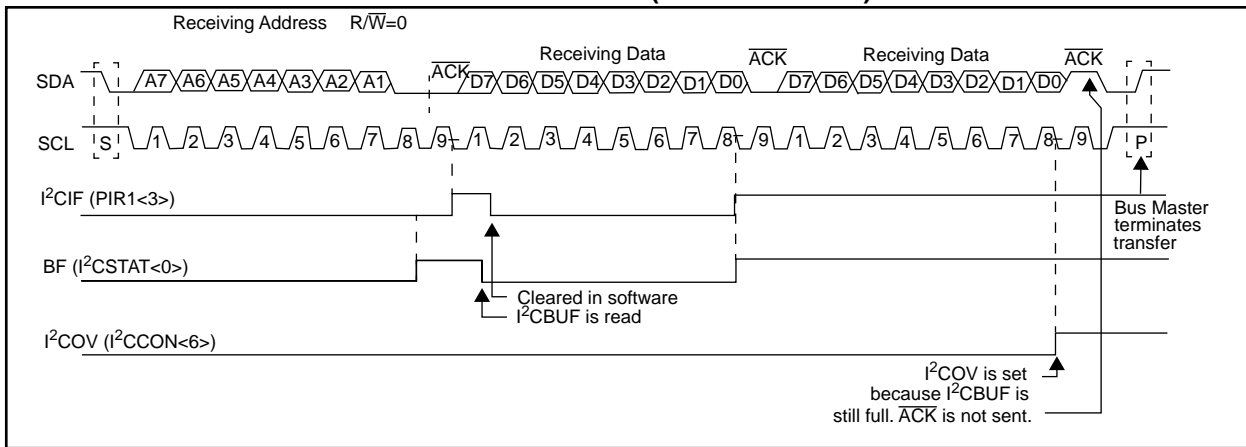 Receiving Address R/W̅=0
Receiving Data
A̅C̅K̅
Receiving Data
A̅C̅K̅
A̅C̅K̅
SDA A7 A6 A5 A4 A3 A2 A1 D7 D6 D5 D4 D3 D2 D1 D0 D7 D6 D5 D4 D3 D2 D1 D0
SCL S 1 2 3 4 5 6 7 8 9 1 2 3 4 5 6 7 8 9 1 2 3 4 5 6 7 8 9 P
I²CIF (PIR1<3>)
Bus Master
terminates
transfer
BF (I²CSTAT<0>)
Cleared in software
I²CBUF is read
I²COV (I²CCON<6>)
I²COV is set
because I²CBUF is
still full. A̅C̅K̅ is not sent.